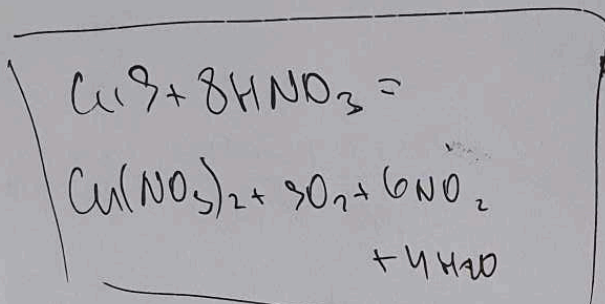 CuS + 8HNO₃ =
Cu(NO₃)₂ + SO₂ + 6NO₂
+ 4H₂O